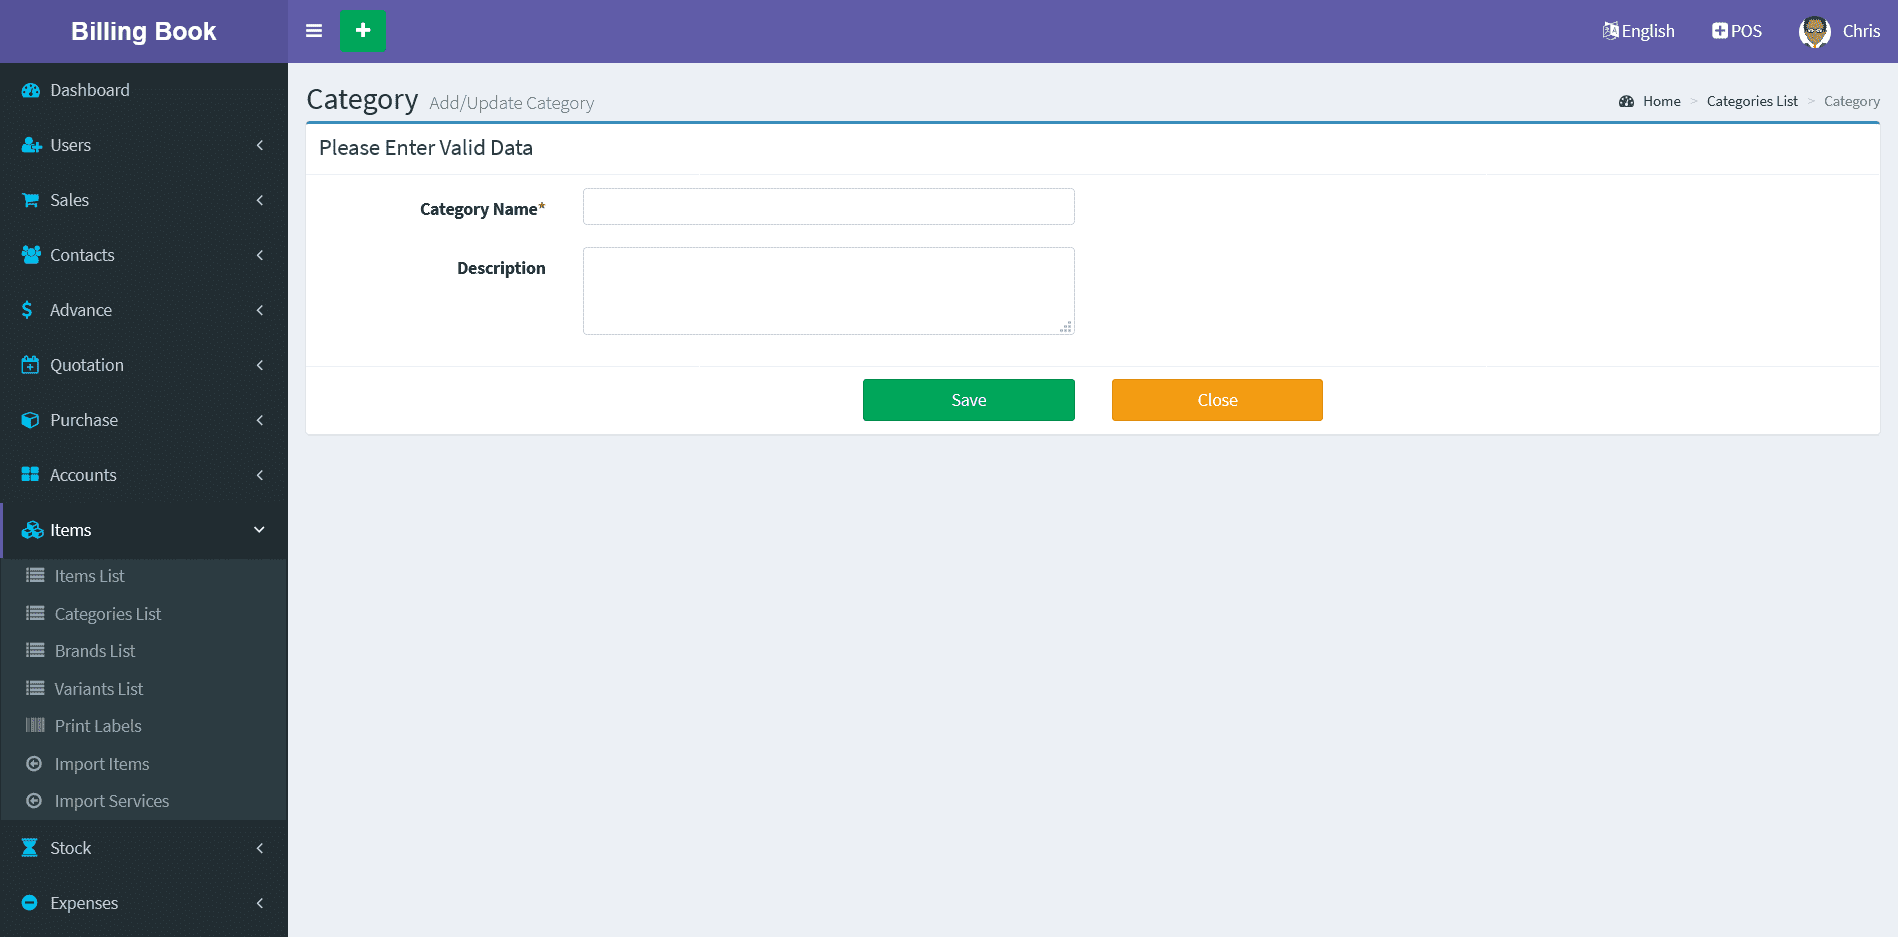 Billing Book
English
POS
Chris
Dashboard
Users
Sales
Contacts
Advance
Quotation
Purchase
Accounts
Items
Items List
Categories List
Brands List
Variants List
Print Labels
Import Items
Import Services
Stock
Expenses
Category Add/Update Category
Home > Categories List > Category
Please Enter Valid Data
Category Name*
Description
Save
Close